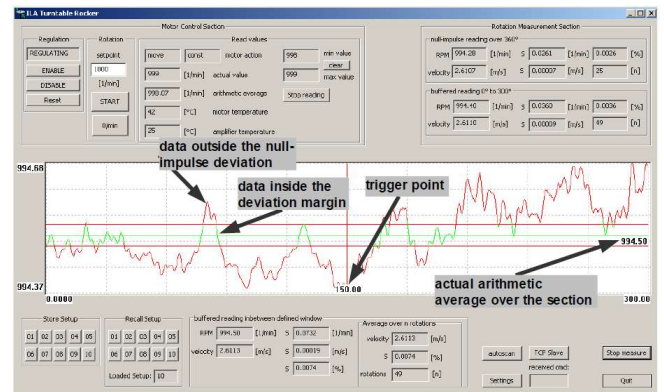 ILA Turntable Rocker
Motor Control Section
Rotation Measurement Section
Regulation
REGULATING
ENABLE
DISABLE
Reset
Rotation
setpoint
1000
[1/min]
START
0/min
Read values
move const motor action 998 min value
clear
999 [1/min] actual value 999 max value
998.07 [1/min] arithmetic average Stop reading
42 [°C] motor temperature
25 [°C] amplifier temperature
null-impulse reading over 360°
RPM 994.28 [1/min] S 0.0261 [1/min] 0.0026 [%]
velocity 2.6107 [m/s] S 0.00007 [m/s] 25 [n]
buffered reading 0° to 300°
RPM 994.40 [1/min] S 0.0360 [1/min] 0.0036 [%]
velocity 2.6110 [m/s] S 0.00009 [m/s] 49 [n]
data outside the null-
impulse deviation
data inside the
deviation margin
trigger point
994.68
994.50
actual arithmetic
average over the section
994.37
0.0000
150.00
300.00
Store Setup
01 02 03 04 05
06 07 08 09 10
Recall Setup
01 02 03 04 05
06 07 08 09 10
Loaded Setup: 10
buffered reading inbetween defined window
RPM 994.50 [1/min] S 0.0732 [1/min]
velocity 2.6113 [m/s] S 0.00019 [m/s]
S 0.0074 [%]
Average over n rotations
velocity 2.6113 [m/s]
S 0.0074 [%]
rotations 49 [n]
autoscan
TCP Slave
Stop measure
received cmd:
Settings
Quit